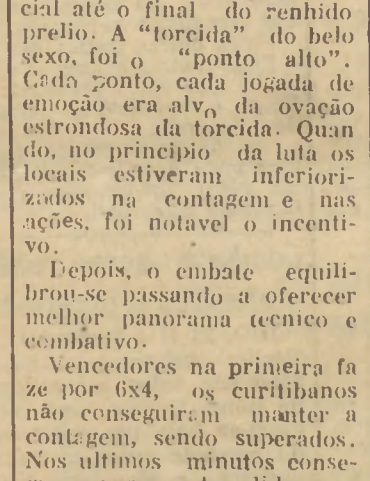 cial até o final do renhido
prelio. A “torcida” do belo
sexo, foi o “ponto alto”.
Cada ponto, cada jogada de
emoção era alvo da ovação
estrondosa da torcida. Quan
do, no principio da luta os
locais estiveram inferiori-
zados na contagem e nas
ações, foi notavel o incenti-
vo.
Depois, o embate equili-
brou-se passando a oferecer
melhor panorama tecnico e
combativo.
Vencedores na primeira fa
ze por 6x4, os curitibanos
não conseguiram manter a
contagem, sendo superados.
Nos ultimos minutos conse-